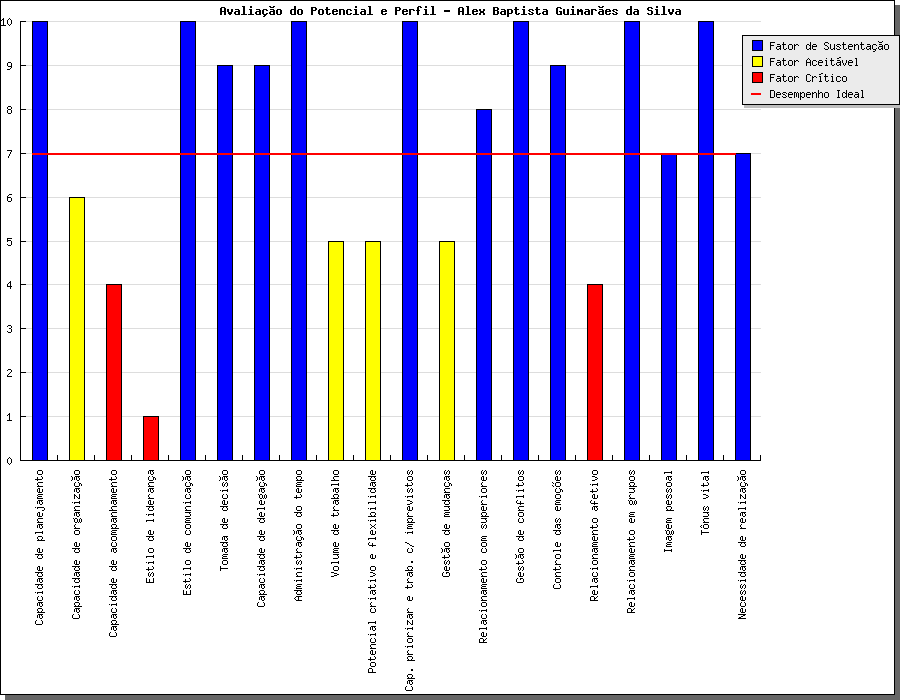 Avaliação do Potencial e Perfil - Alex Baptista Guimarães da Silva
Fator de Sustentação
Fator Aceitável
Fator Crítico
Desempenho Ideal
10
9
8
7
6
5
4
3
2
1
0
Capacidade de planejamento
Capacidade de organização
Capacidade de acompanhamento
Estilo de liderança
Estilo de comunicação
Tomada de decisão
Capacidade de delegação
Administração do tempo
Volume de trabalho
Potencial criativo e flexibilidade
Cap. priorizar e trab. c/ imprevistos
Gestão de mudanças
Relacionamento com superiores
Gestão de conflitos
Controle das emoções
Relacionamento afetivo
Relacionamento em grupos
Imagem pessoal
Tônus vital
Necessidade de realização